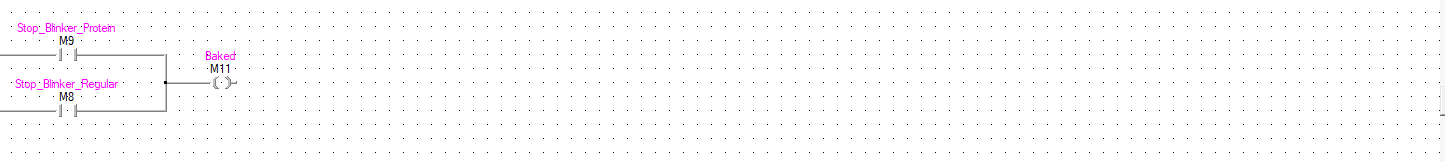 Stop_Blinker_Protein
M9
Baked
M11
Stop_Blinker_Regular
M8